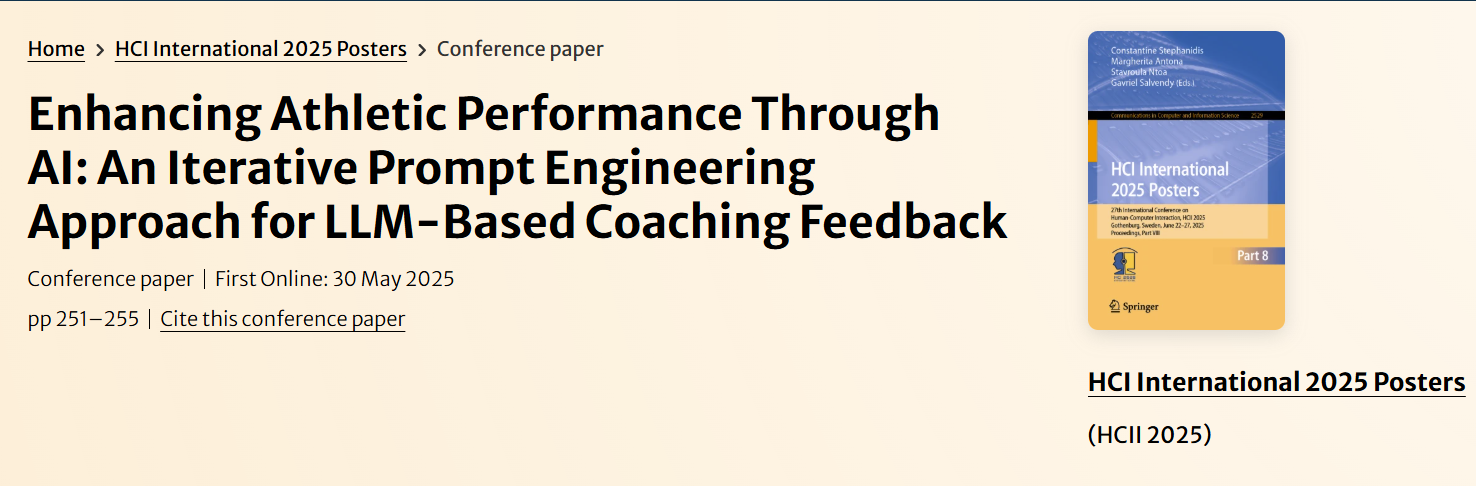 Home > HCI International 2025 Posters > Conference paper
Enhancing Athletic Performance Through
AI: An Iterative Prompt Engineering
Approach for LLM-Based Coaching Feedback
Conference paper | First Online: 30 May 2025
pp 251–255 | Cite this conference paper
Constantine Stephanidis
Margherita Antona
Stavroula Ntoa
Gavriel Salvendy (Eds.)
Communications in Computer and Information Science 2529
HCI International
2025 Posters
27th International Conference on
Human-Computer Interaction, HCII 2025
Gothenburg, Sweden, June 22–27, 2025
Proceedings, Part VIII
Part 8
Springer
HCI International 2025 Posters
(HCII 2025)